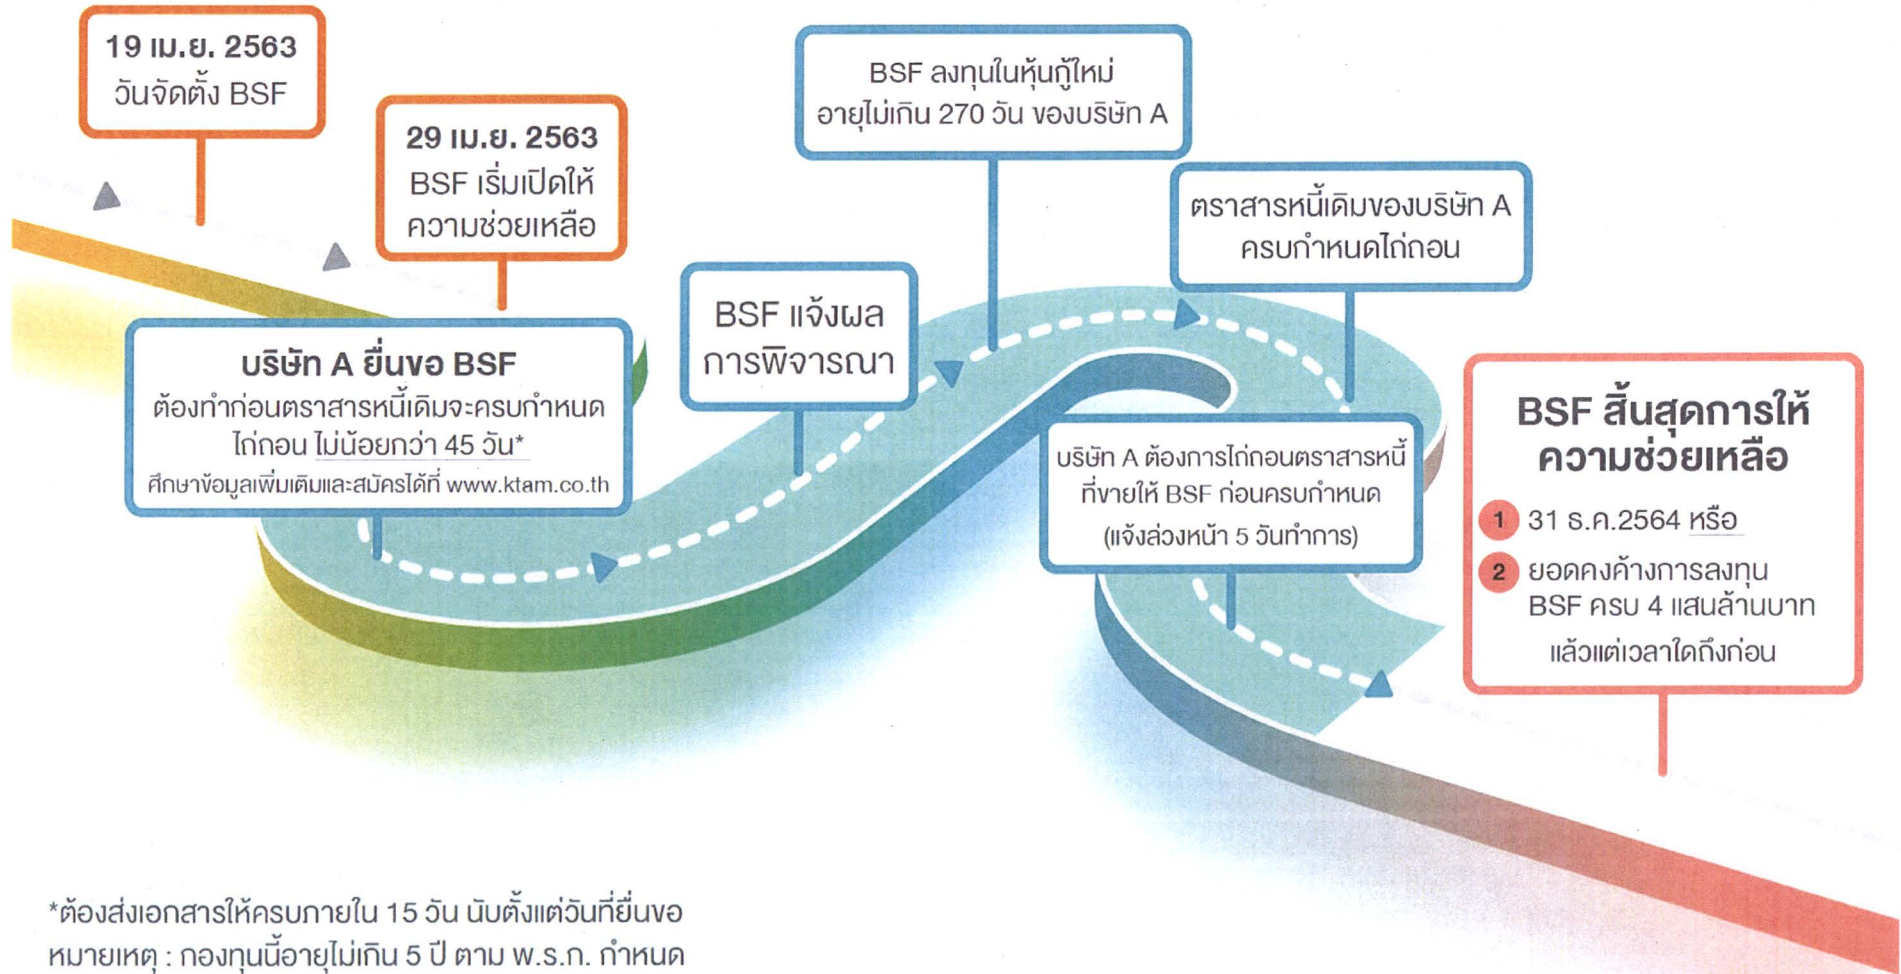 19 เม.ย. 2563
วันจัดตั้ง BSF
29 เม.ย. 2563
BSF เริ่มเปิดให้
ความช่วยเหลือ
บริษัท A ยื่นขอ BSF
ต้องทำก่อนตราสารหนี้เดิมจะครบกำหนด
ไถ่ถอน ไม่น้อยกว่า 45 วัน*
ศึกษาข้อมูลเพิ่มเติมและสมัครได้ที่ www.ktam.co.th
BSF แจ้งผล
การพิจารณา
BSF ลงทุนในหุ้นกู้ใหม่
อายุไม่เกิน 270 วัน ของบริษัท A
ตราสารหนี้เดิมของบริษัท A
ครบกำหนดไถ่ถอน
บริษัท A ต้องการไถ่ถอนตราสารหนี้
ที่ขายให้ BSF ก่อนครบกำหนด
(แจ้งล่วงหน้า 5 วันทำการ)
BSF สิ้นสุดการให้
ความช่วยเหลือ
1 31 ธ.ค.2564 หรือ
2 ยอดคงค้างการลงทุน
BSF ครบ 4 แสนล้านบาท
แล้วแต่เวลาใดถึงก่อน
*ต้องส่งเอกสารให้ครบภายใน 15 วัน นับตั้งแต่วันที่ยื่นขอ
หมายเหตุ : กองทุนนี้อายุไม่เกิน 5 ปี ตาม พ.ร.ก. กำหนด